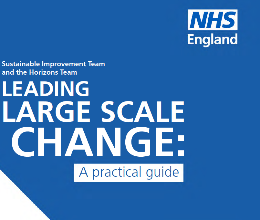 NHS
England
Sustainable Improvement Team
and the Horizons Team
LEADING
LARGE SCALE
CHANGE:
A practical guide